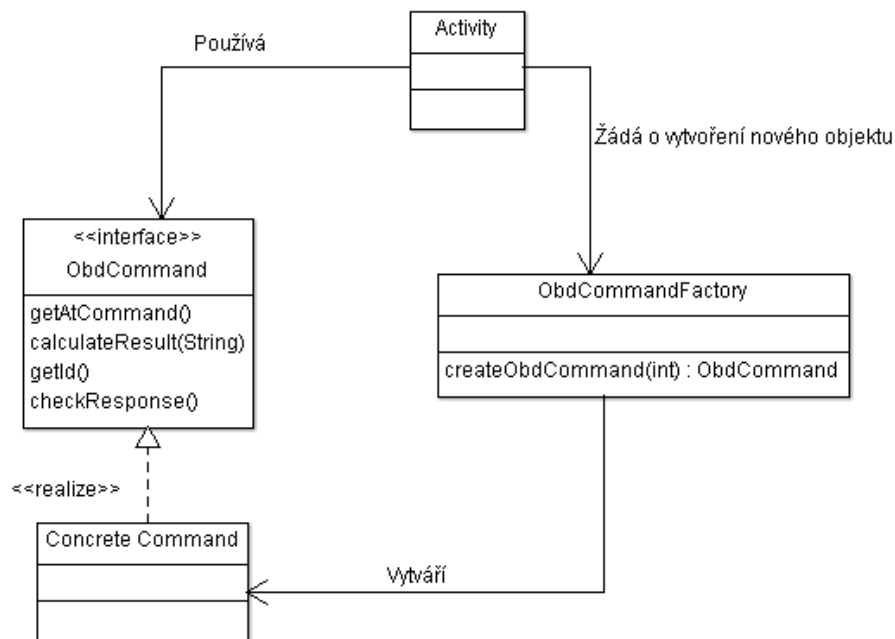 Activity
Používá
Žádá o vytvoření nového objektu
<<interface>>
ObdCommand
getAtCommand()
calculateResult(String)
getId()
checkResponse()
ObdCommandFactory
createObdCommand(int) : ObdCommand
<<realize>>
Concrete Command
Vytváří